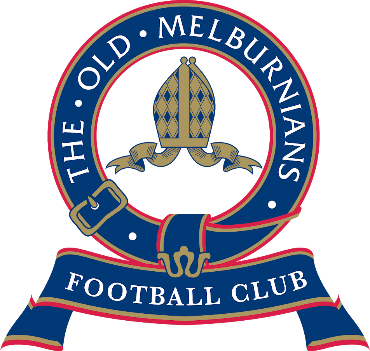 THE · OLD · MELBURNIANS
FOOTBALL CLUB